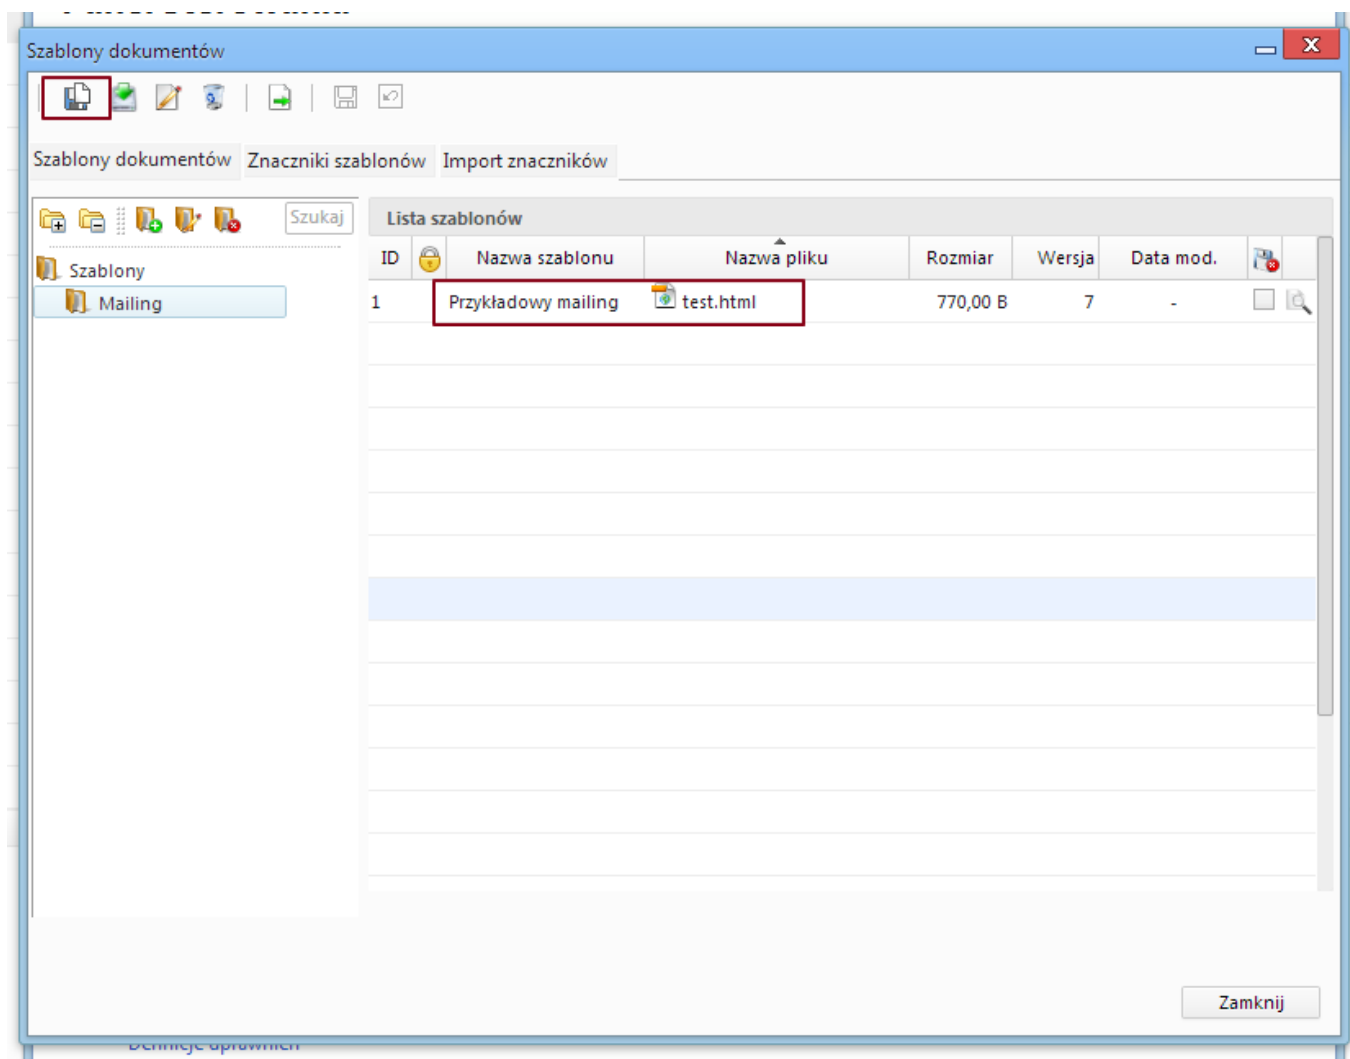 Szablony dokumentów
Szablony dokumentów Znaczniki szablonów Import znaczników
Szukaj
Lista szablonów
ID Nazwa szablonu Nazwa pliku Rozmiar Wersja Data mod.
Szablony
Mailing
1 Przykładowy mailing test.html 770,00 B 7 -
Zamknij